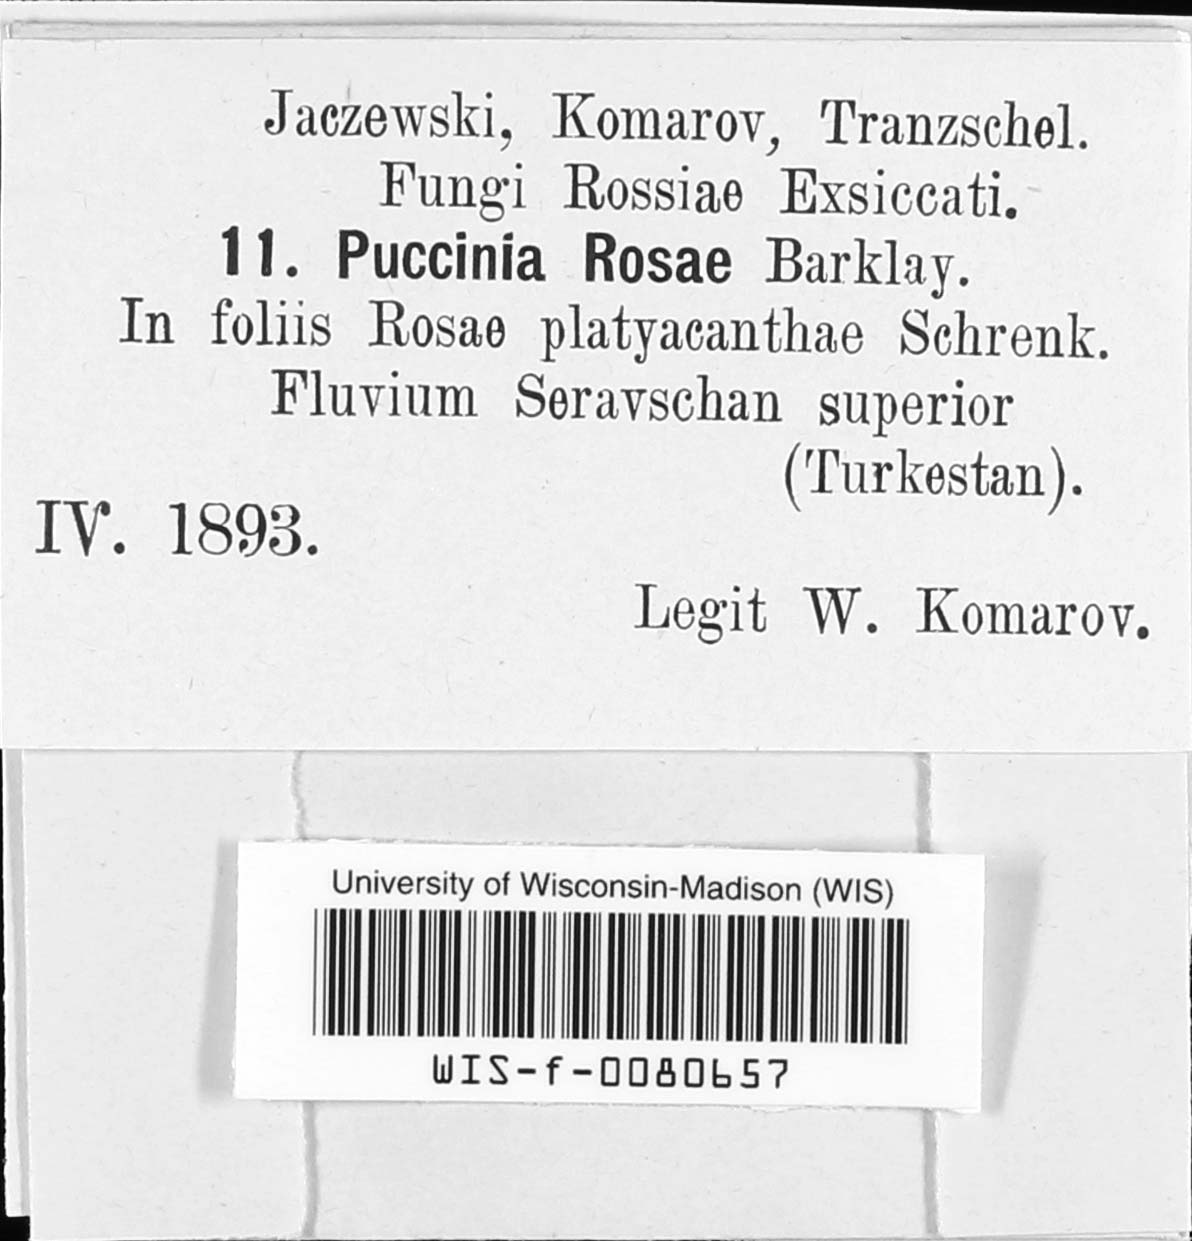 Jaczewski, Komarov, Tranzschel.
Fungi Rossiae Exsiccati.
11. Puccinia Rosae Barklay.
In foliis Rosae platyacanthae Schrenk.
Fluvium Seravschan superior
(Turkestan).
IV. 1893.
Legit W. Komarov.
University of Wisconsin-Madison (WIS)
WIS-f-0080657